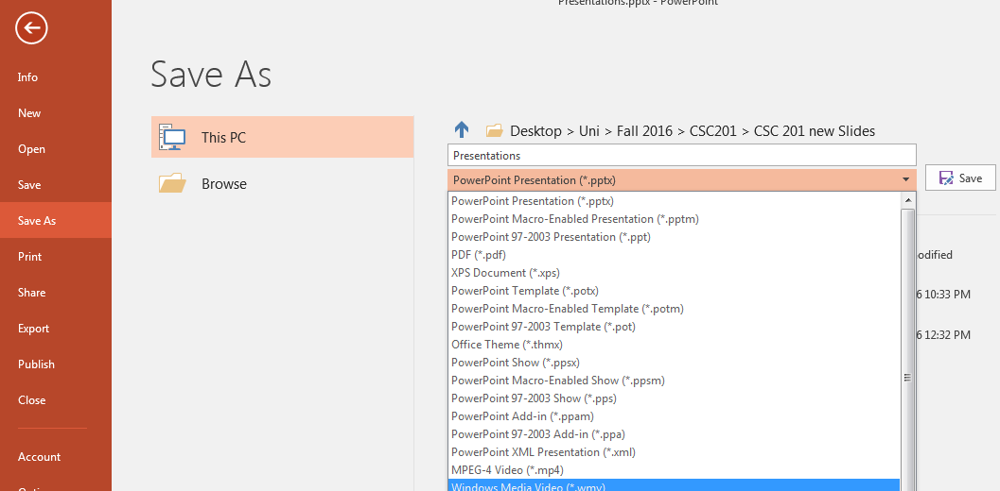 Presentations.pptx - PowerPoint
Info
New
Open
Save
Save As
Print
Share
Export
Publish
Close
Account
Save As
This PC
Browse
Desktop > Uni > Fall 2016 > CSC201 > CSC 201 new Slides
Presentations
PowerPoint Presentation (*.pptx)
Save
PowerPoint Presentation (*.pptx)
PowerPoint Macro-Enabled Presentation (*.pptm)
PowerPoint 97-2003 Presentation (*.ppt)
PDF (*.pdf)
XPS Document (*.xps)
PowerPoint Template (*.potx)
PowerPoint Macro-Enabled Template (*.potm)
PowerPoint 97-2003 Template (*.pot)
Office Theme (*.thmx)
PowerPoint Show (*.ppsx)
PowerPoint Macro-Enabled Show (*.ppsm)
PowerPoint 97-2003 Show (*.pps)
PowerPoint Add-in (*.ppam)
PowerPoint 97-2003 Add-in (*.ppa)
PowerPoint XML Presentation (*.xml)
MPEG-4 Video (*.mp4)
Windows Media Video (*.wmv)
odified
6 10:33 PM
6 12:32 PM